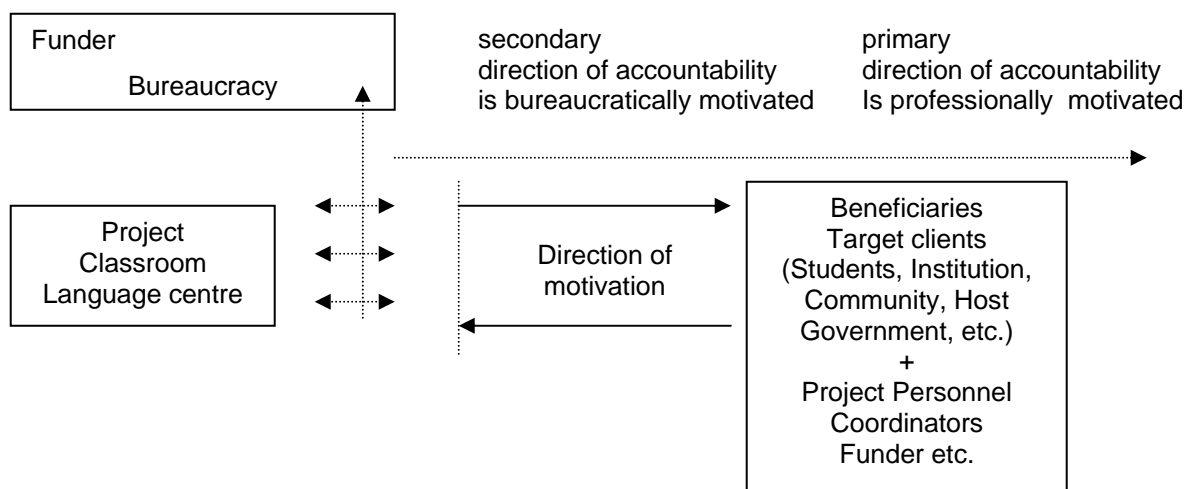 Funder
Bureaucracy
secondary
direction of accountability
is bureaucratically motivated
primary
direction of accountability
Is professionally motivated
Project
Classroom
Language centre
Direction of
motivation
Beneficiaries
Target clients
(Students, Institution,
Community, Host
Government, etc.)
+
Project Personnel
Coordinators
Funder etc.